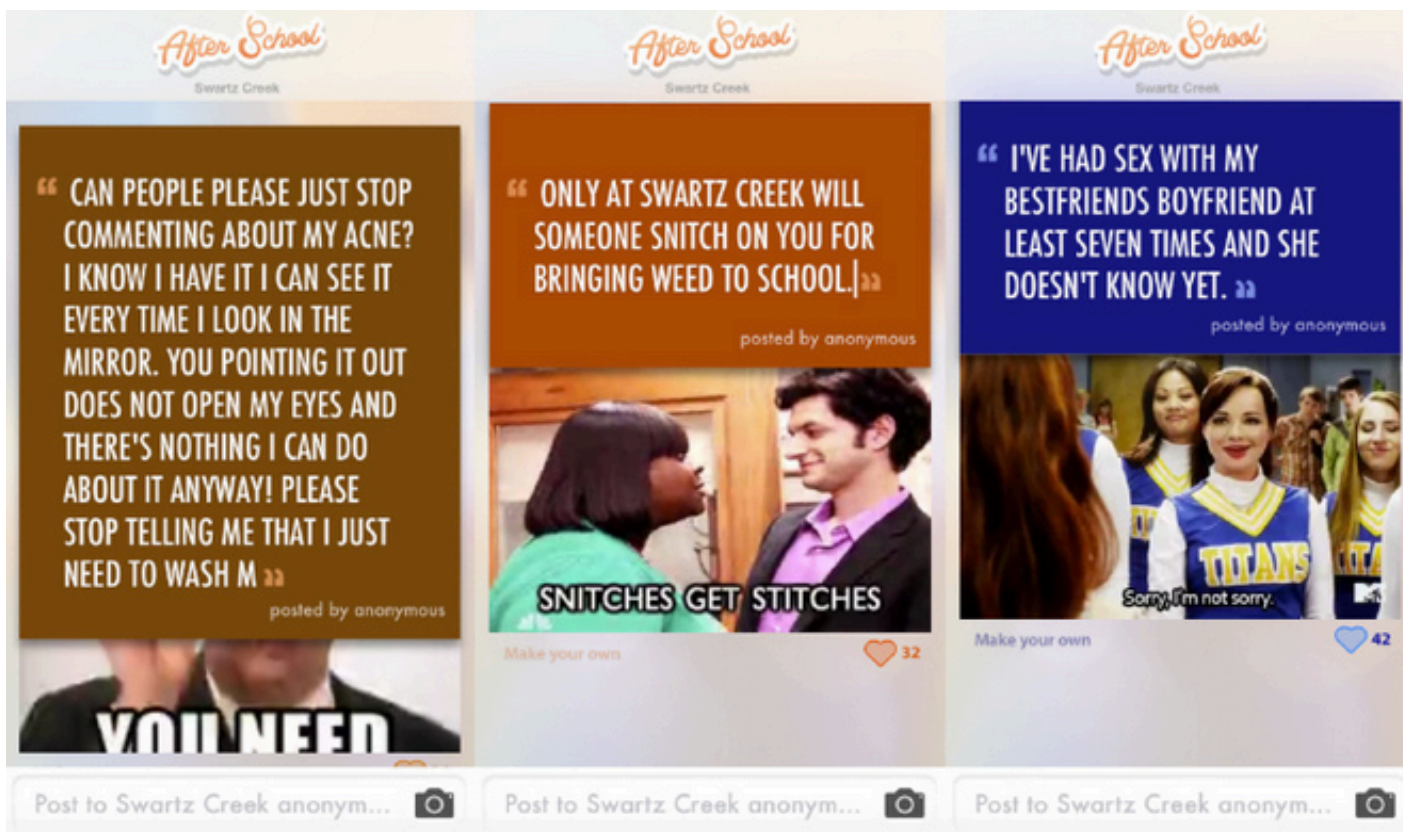 After School
Swartz Creek
“ CAN PEOPLE PLEASE JUST STOP
COMMENTING ABOUT MY ACNE?
I KNOW I HAVE IT I CAN SEE IT
EVERY TIME I LOOK IN THE
MIRROR. YOU POINTING IT OUT
DOES NOT OPEN MY EYES AND
THERE'S NOTHING I CAN DO
ABOUT IT ANYWAY! PLEASE
STOP TELLING ME THAT I JUST
NEED TO WASH M ”
posted by anonymous
YOU NEED
Post to Swartz Creek anonym...
After School
Swartz Creek
“ ONLY AT SWARTZ CREEK WILL
SOMEONE SNITCH ON YOU FOR
BRINGING WEED TO SCHOOL. ”
posted by anonymous
SNITCHES GET STITCHES
Make your own
32
Post to Swartz Creek anonym...
After School
Swartz Creek
“ I'VE HAD SEX WITH MY
BESTFRIENDS BOYFRIEND AT
LEAST SEVEN TIMES AND SHE
DOESN'T KNOW YET. ”
posted by anonymous
TITANS
Sorry, I'm not sorry.
Make your own
42
Post to Swartz Creek anonym...